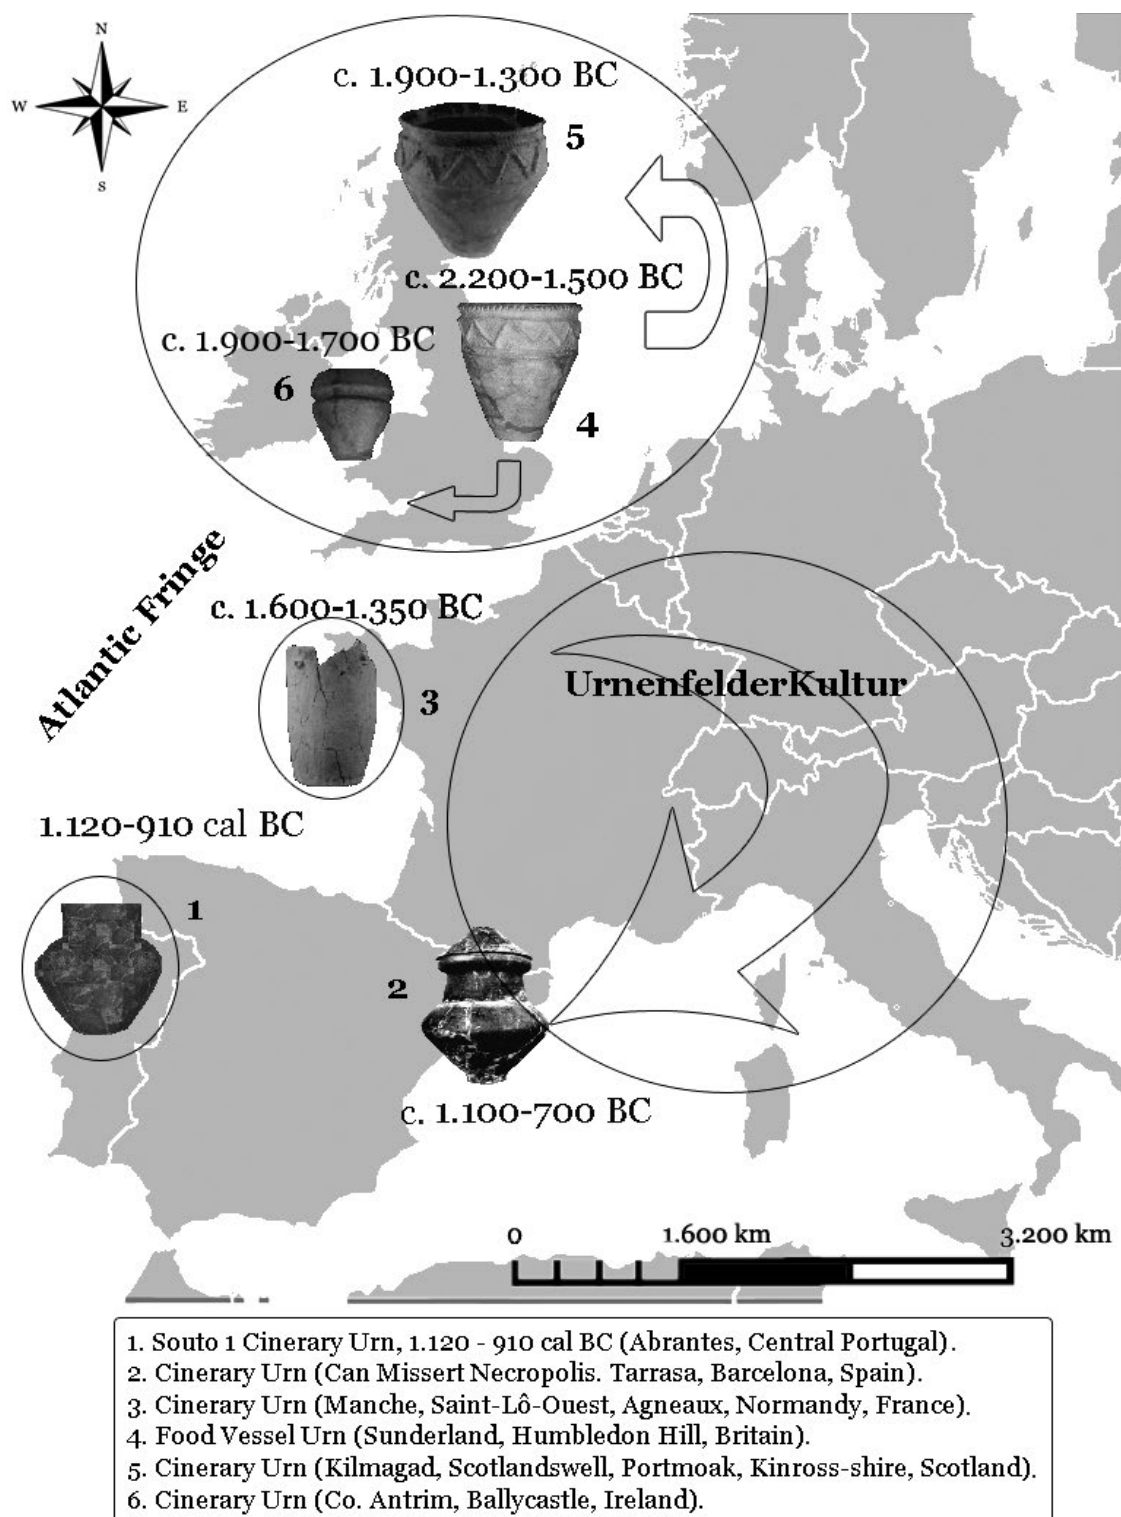 N
W
E
S
c. 1.900-1.300 BC
5
c. 2.200-1.500 BC
c. 1.900-1.700 BC
6
4
Atlantic Fringe
c. 1.600-1.350 BC
UrnenfelderKultur
3
1.120-910 cal BC
1
2
c. 1.100-700 BC
0 1.600 km 3.200 km
1. Souto 1 Cinerary Urn, 1.120 - 910 cal BC (Abrantes, Central Portugal).
2. Cinerary Urn (Can Missert Necropolis. Tarrasa, Barcelona, Spain).
3. Cinerary Urn (Manche, Saint-Lô-Ouest, Agneaux, Normandy, France).
4. Food Vessel Urn (Sunderland, Humbledon Hill, Britain).
5. Cinerary Urn (Kilmagad, Scotlandswell, Portmoak, Kinross-shire, Scotland).
6. Cinerary Urn (Co. Antrim, Ballycastle, Ireland).